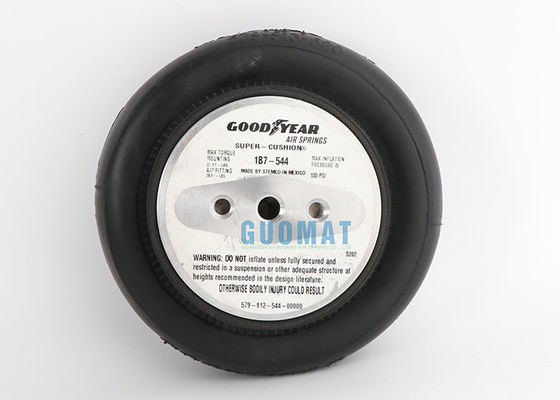 GOODYEAR
AIR SPRINGS
SUPER-CUSHION®
1B7-544
MAX TORQUE
MOUNTING
AIR FITTING
MADE BY STEMCO IN MEXICO
MAX INFLATION
PRESSURE IS
100 PSI
GUOMAT
5202
WARNING: DO NOT inflate unless fully secured and
restricted in a suspension or other adequate structure at
heights recommended in the design literature.
OTHERWISE BODILY INJURY COULD RESULT
579-912-544-00000